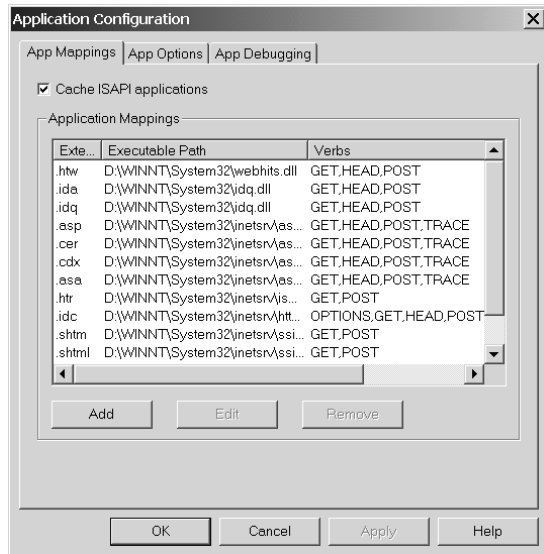 Application Configuration
App Mappings App Options App Debugging
Cache ISAPI applications
Application Mappings
Exte... Executable Path Verbs
.htw D:\WINNT\System32\webhits.dll GET,HEAD,POST
.ida D:\WINNT\System32\idq.dll GET,HEAD,POST
.idq D:\WINNT\System32\idq.dll GET,HEAD,POST
.asp D:\WINNT\System32\inetsrv\as... GET,HEAD,POST,TRACE
.cer D:\WINNT\System32\inetsrv\as... GET,HEAD,POST,TRACE
.cdx D:\WINNT\System32\inetsrv\as... GET,HEAD,POST,TRACE
.asa D:\WINNT\System32\inetsrv\as... GET,HEAD,POST,TRACE
.htr D:\WINNT\System32\inetsrv\is... GET,POST
.idc D:\WINNT\System32\inetsrv\htt... OPTIONS,GET,HEAD,POST
.shtm D:\WINNT\System32\inetsrv\ssi... GET,POST
.shtml D:\WINNT\System32\inetsrv\ssi... GET,POST
Add Edit Remove
OK Cancel Apply Help